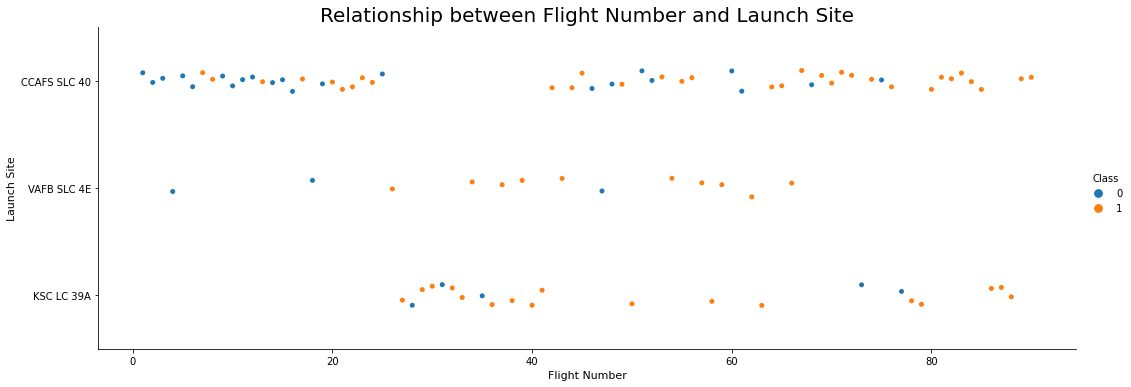 Relationship between Flight Number and Launch Site
CCAFS SLC 40
VAFB SLC 4E
KSC LC 39A
Launch Site
0
20
40
60
80
Flight Number
Class
0
1